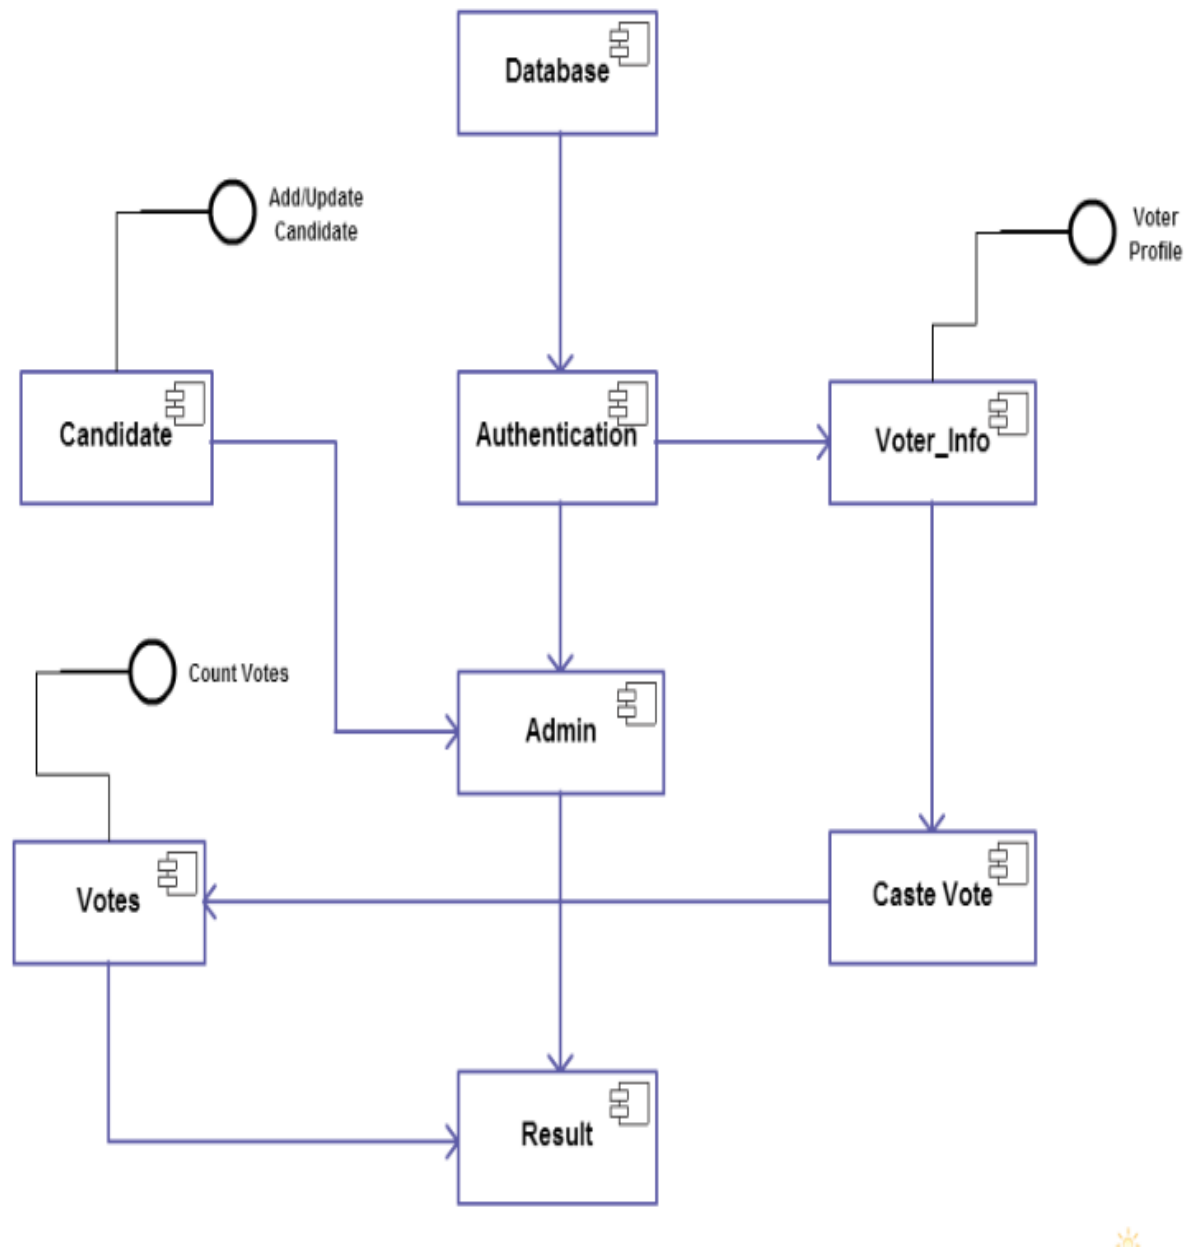 Database
Add/Update
Candidate
Voter
Profile
Candidate
Authentication
Voter_Info
Count Votes
Admin
Votes
Caste Vote
Result